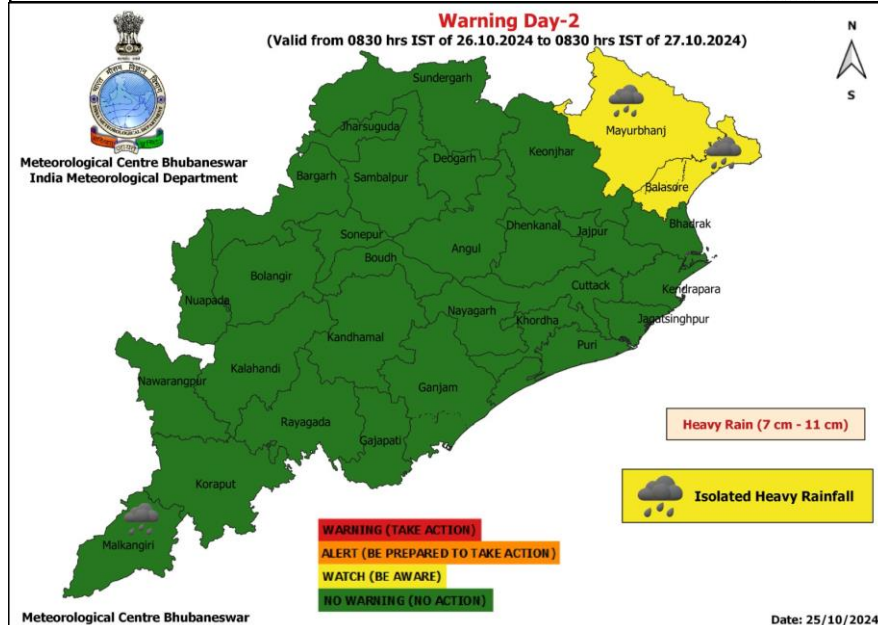 Warning Day-2
(Valid from 0830 hrs IST of 26.10.2024 to 0830 hrs IST of 27.10.2024)
N
S
Meteorological Centre Bhubaneswar
India Meteorological Department
Sundergarh
Jharsuguda
Mayurbhanj
Dedgarh
Keonjhar
Bargarh
Sambalpur
Balasore
Bhadrak
Dhenkanal
Jajpur
Sonepur
Angul
Boudh
Bolangir
Cuttack
Kendrapara
Nuapada
Nayagarh
Khordha
Jagatsinghpur
Kandhamal
Puri
Kalahandi
Nawarangpur
Ganjam
Rayagada
Gajapati
Koraput
Malkangiri
Heavy Rain (7 cm - 11 cm)
Isolated Heavy Rainfall
WARNING (TAKE ACTION)
ALERT (BE PREPARED TO TAKE ACTION)
WATCH (BE AWARE)
NO WARNING (NO ACTION)
Meteorological Centre Bhubaneswar
Date: 25/10/2024